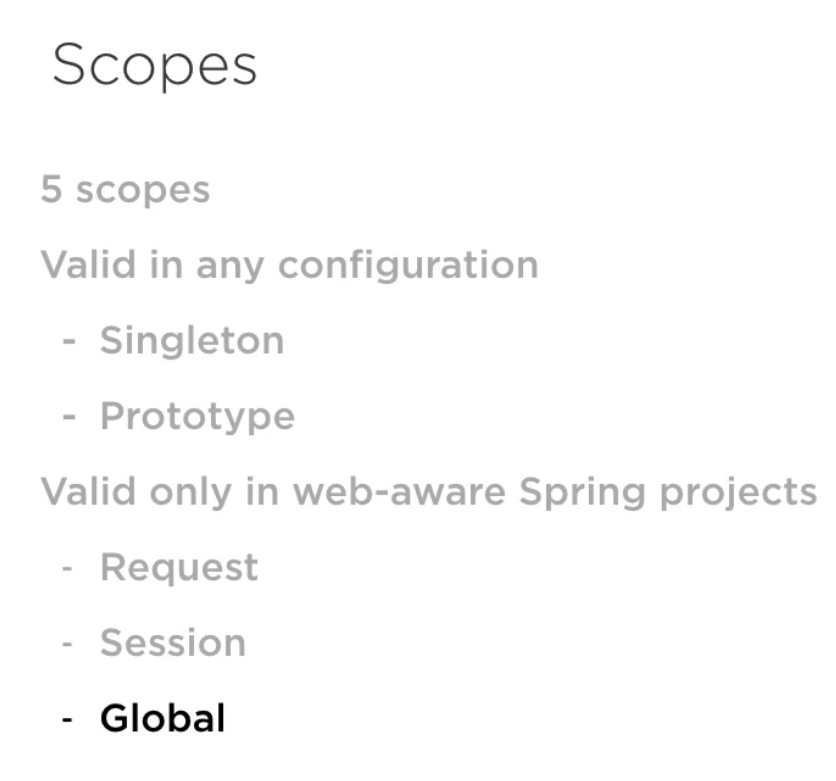 Scopes
5 scopes
Valid in any configuration
- Singleton
- Prototype
Valid only in web-aware Spring projects
- Request
- Session
- Global